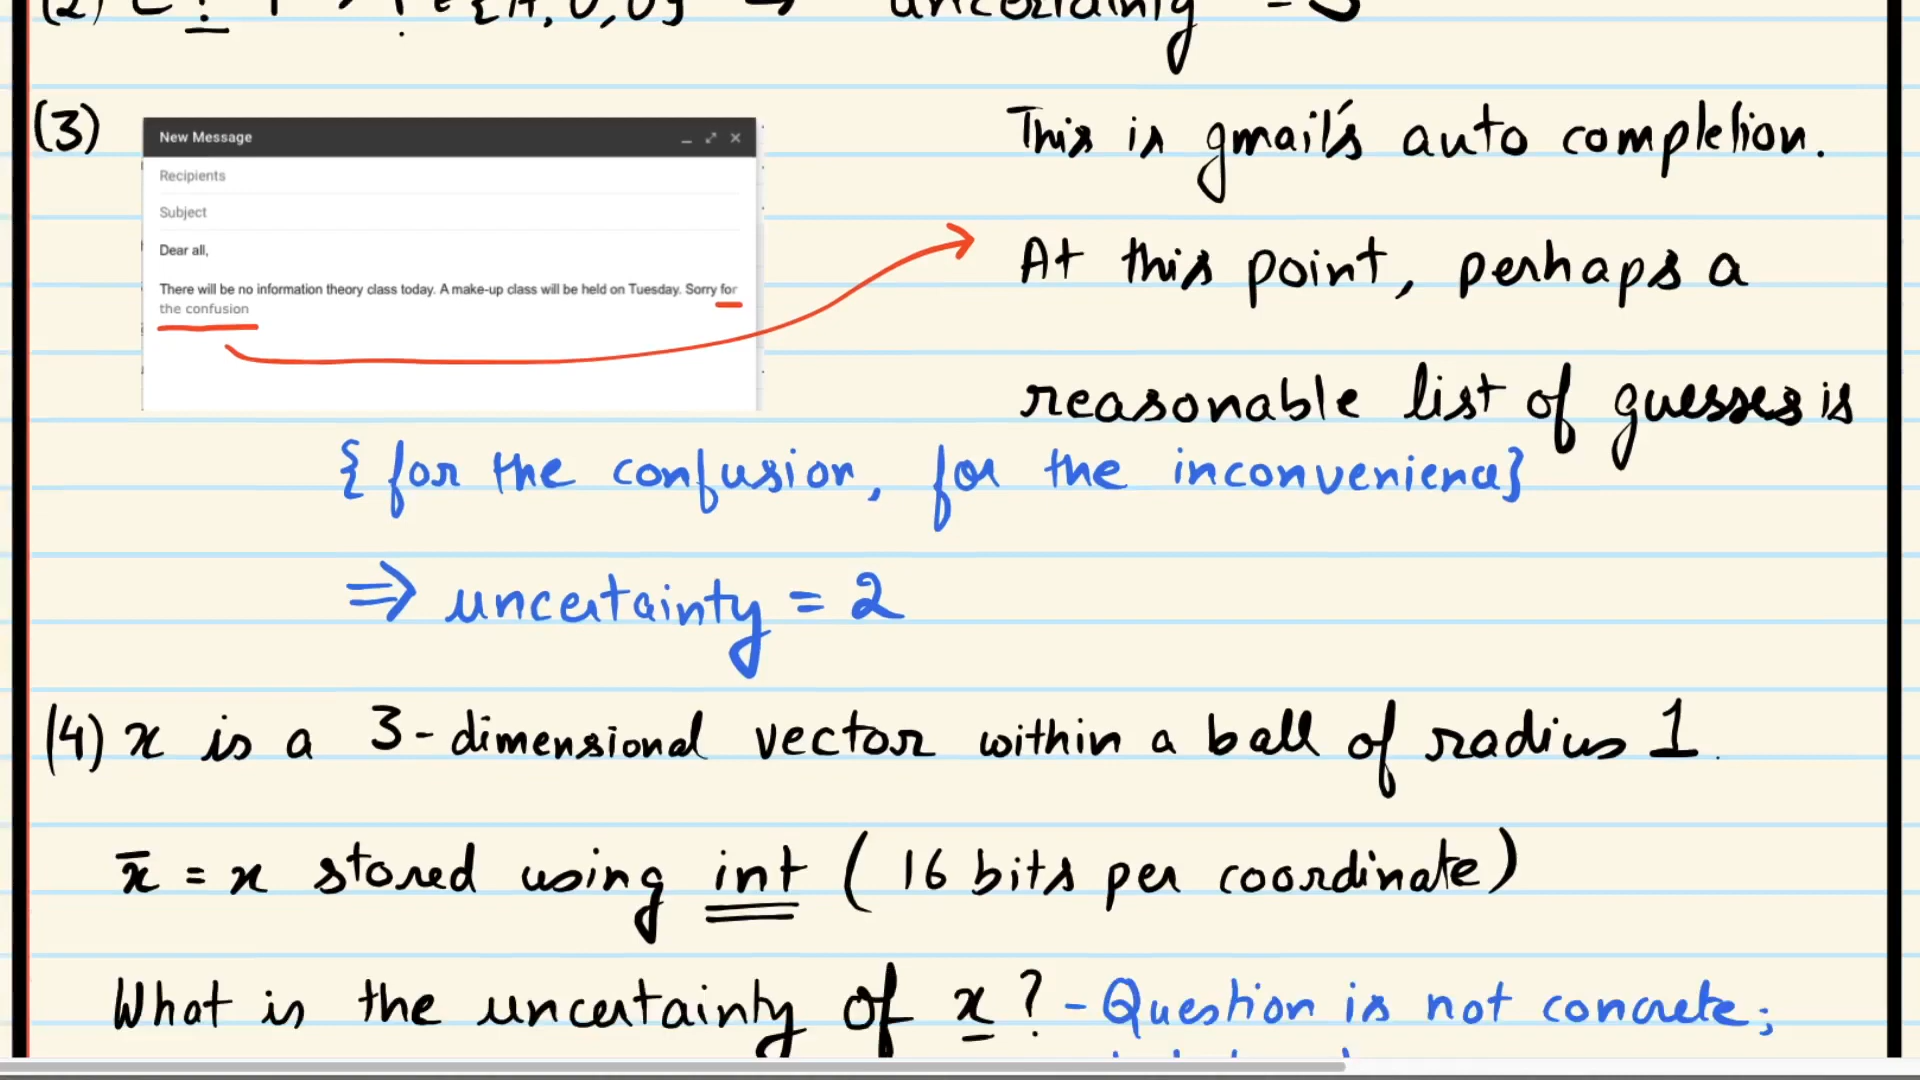 (2) C ? T → ? ∈ {A, U, O} ⇒ uncertainty = 3
(3)
New Message
Recipients
Subject
Dear all,
There will be no information theory class today. A make-up class will be held on Tuesday. Sorry for
the confusion
This is gmail's auto completion.
At this point, perhaps a
reasonable list of guesses is
{for the confusion, for the inconvenience}
⇒ uncertainty = 2
(4) x is a 3-dimensional vector within a ball of radius 1.
x̄ = x stored using int (16 bits per coordinate)
What is the uncertainty of x? - Question is not concrete;